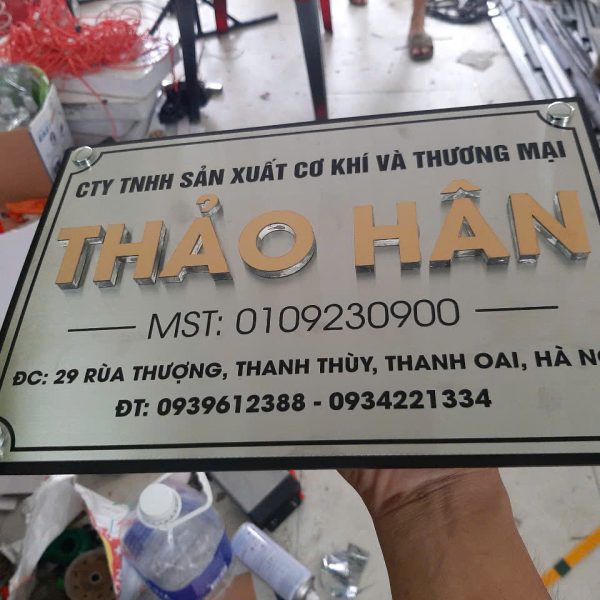 CTY TNHH SẢN XUẤT CƠ KHÍ VÀ THƯƠNG MẠI
THẢO HÂN
MST: 0109230900
ĐC: 29 RÙA THƯỢNG, THANH THÙY, THANH OAI, HÀ
ĐT: 0939612388 - 0934221334